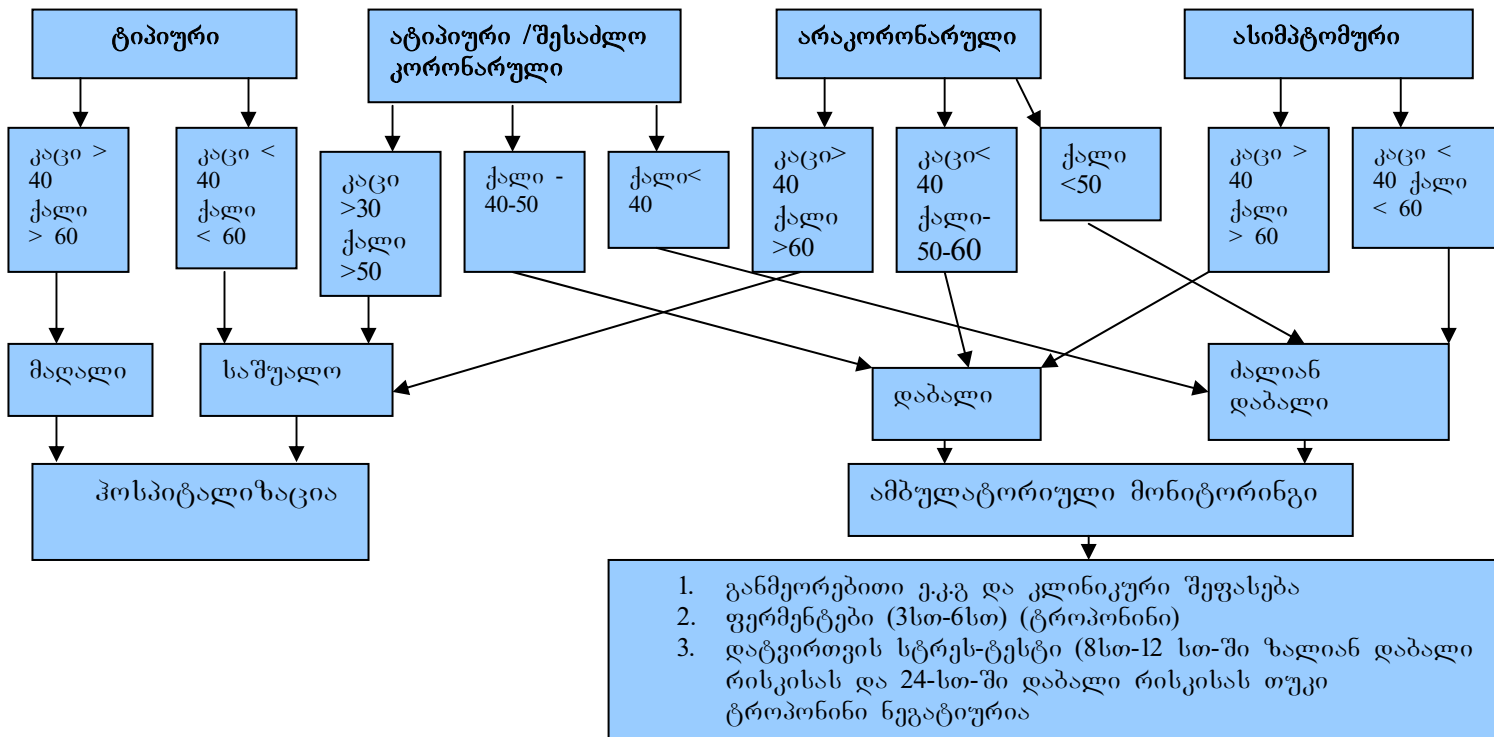 ტიპიური
ატიპიური /შესაძლო
კორონარული
არაკორონარული
ასიმპტომური
კაცი >
40
ქალი
> 60
კაცი <
40
ქალი
< 60
კაცი
>30
ქალი
>50
ქალი -
40-50
ქალი<
40
კაცი>
40
ქალი
>60
კაცი<
40
ქალი-
50-60
ქალი
<50
კაცი >
40
ქალი
> 60
კაცი <
40 ქალი
< 60
მაღალი
საშუალო
დაბალი
ძალიან
დაბალი
ჰოსპიტალიზაცია
ამბულატორიული მონიტორინგი
1. განმეორებითი ე.კ.გ და კლინიკური შეფასება
2. ფერმენტები (3სთ-6სთ) (ტროპონინი)
3. დატვირთვის სტრეს-ტესტი (8სთ-12 სთ-ში ზალიან დაბალი
რისკისას და 24-სთ-ში დაბალი რისკისას თუკი
ტროპონინი ნეგატიურია